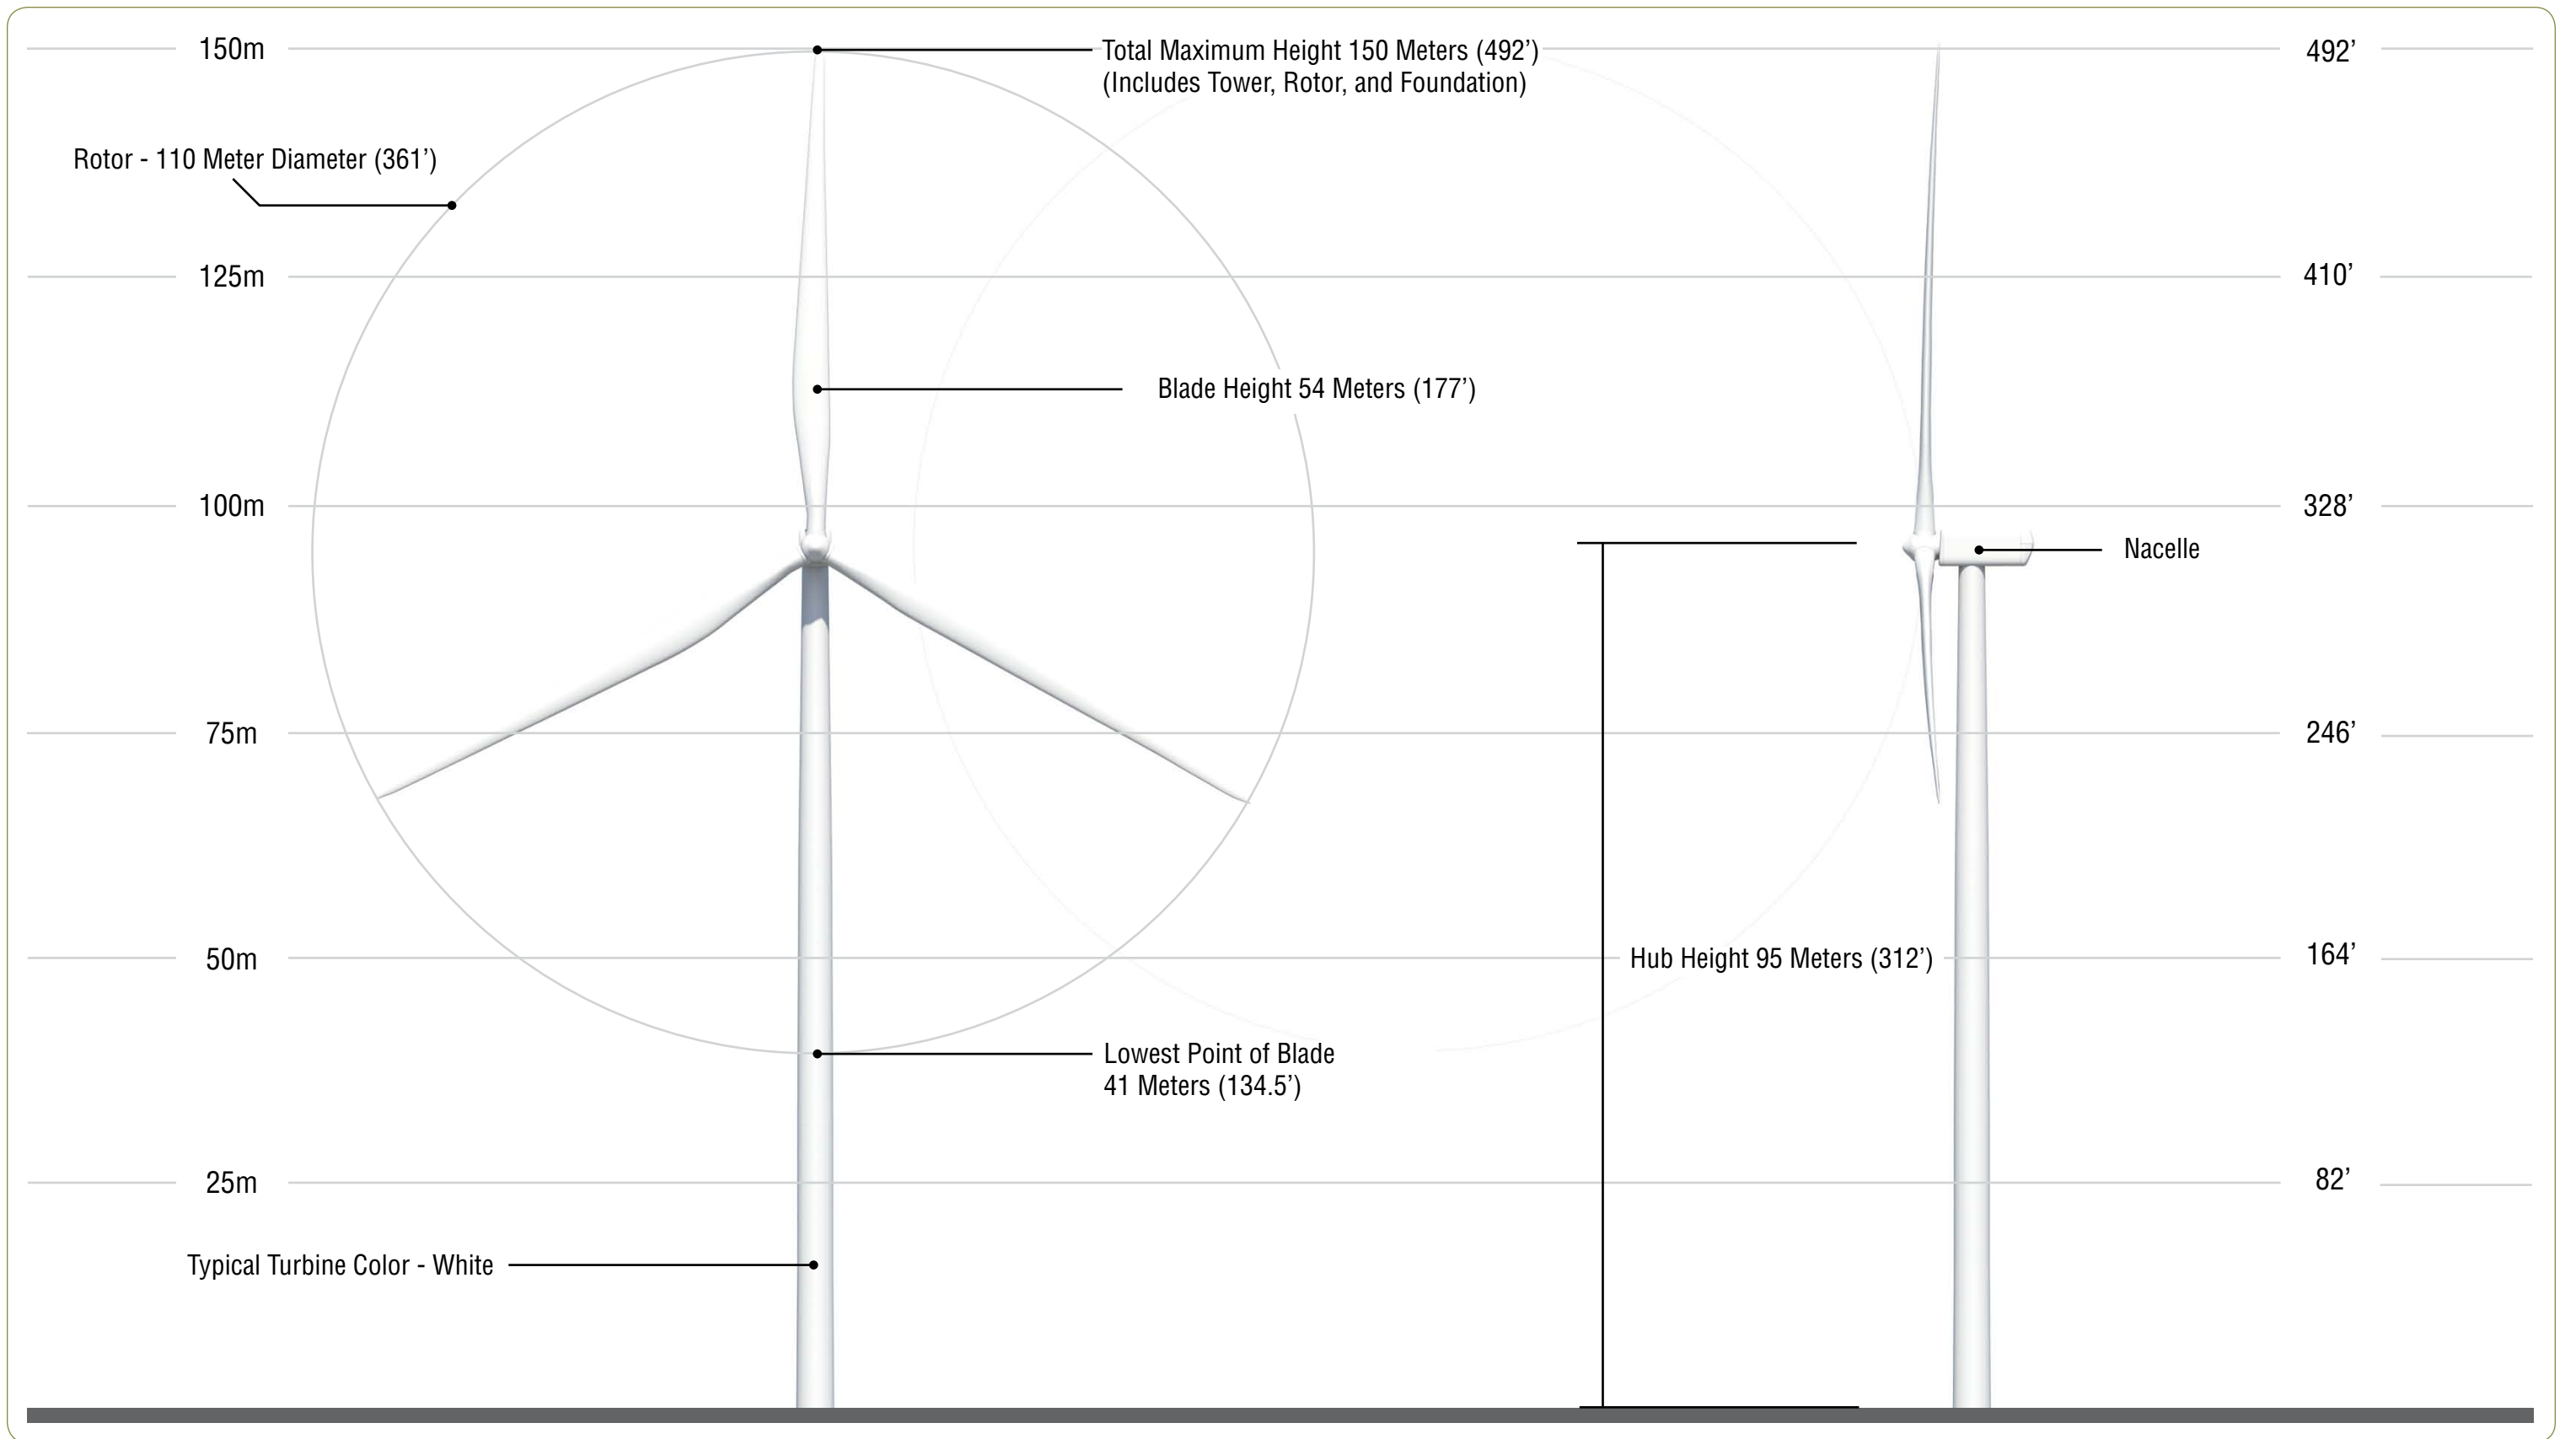 150m
Total Maximum Height 150 Meters (492’)
492’
(Includes Tower, Rotor, and Foundation)
Rotor - 110 Meter Diameter (361’)
125m
410’
Blade Height 54 Meters (177’)
100m
328’
Nacelle
75m
246’
50m
Hub Height 95 Meters (312’)
164’
Lowest Point of Blade
41 Meters (134.5’)
25m
82’
Typical Turbine Color - White